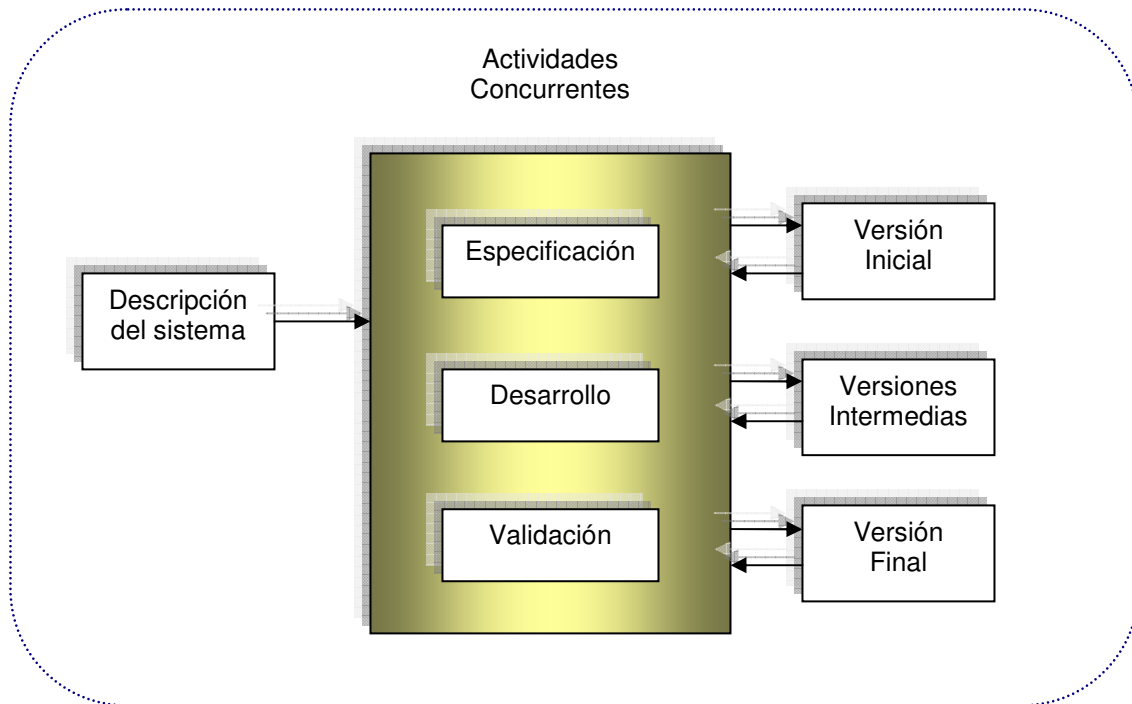 Actividades
Concurrentes
Descripción
del sistema
Especificación
Desarrollo
Validación
Versión
Inicial
Versiones
Intermedias
Versión
Final